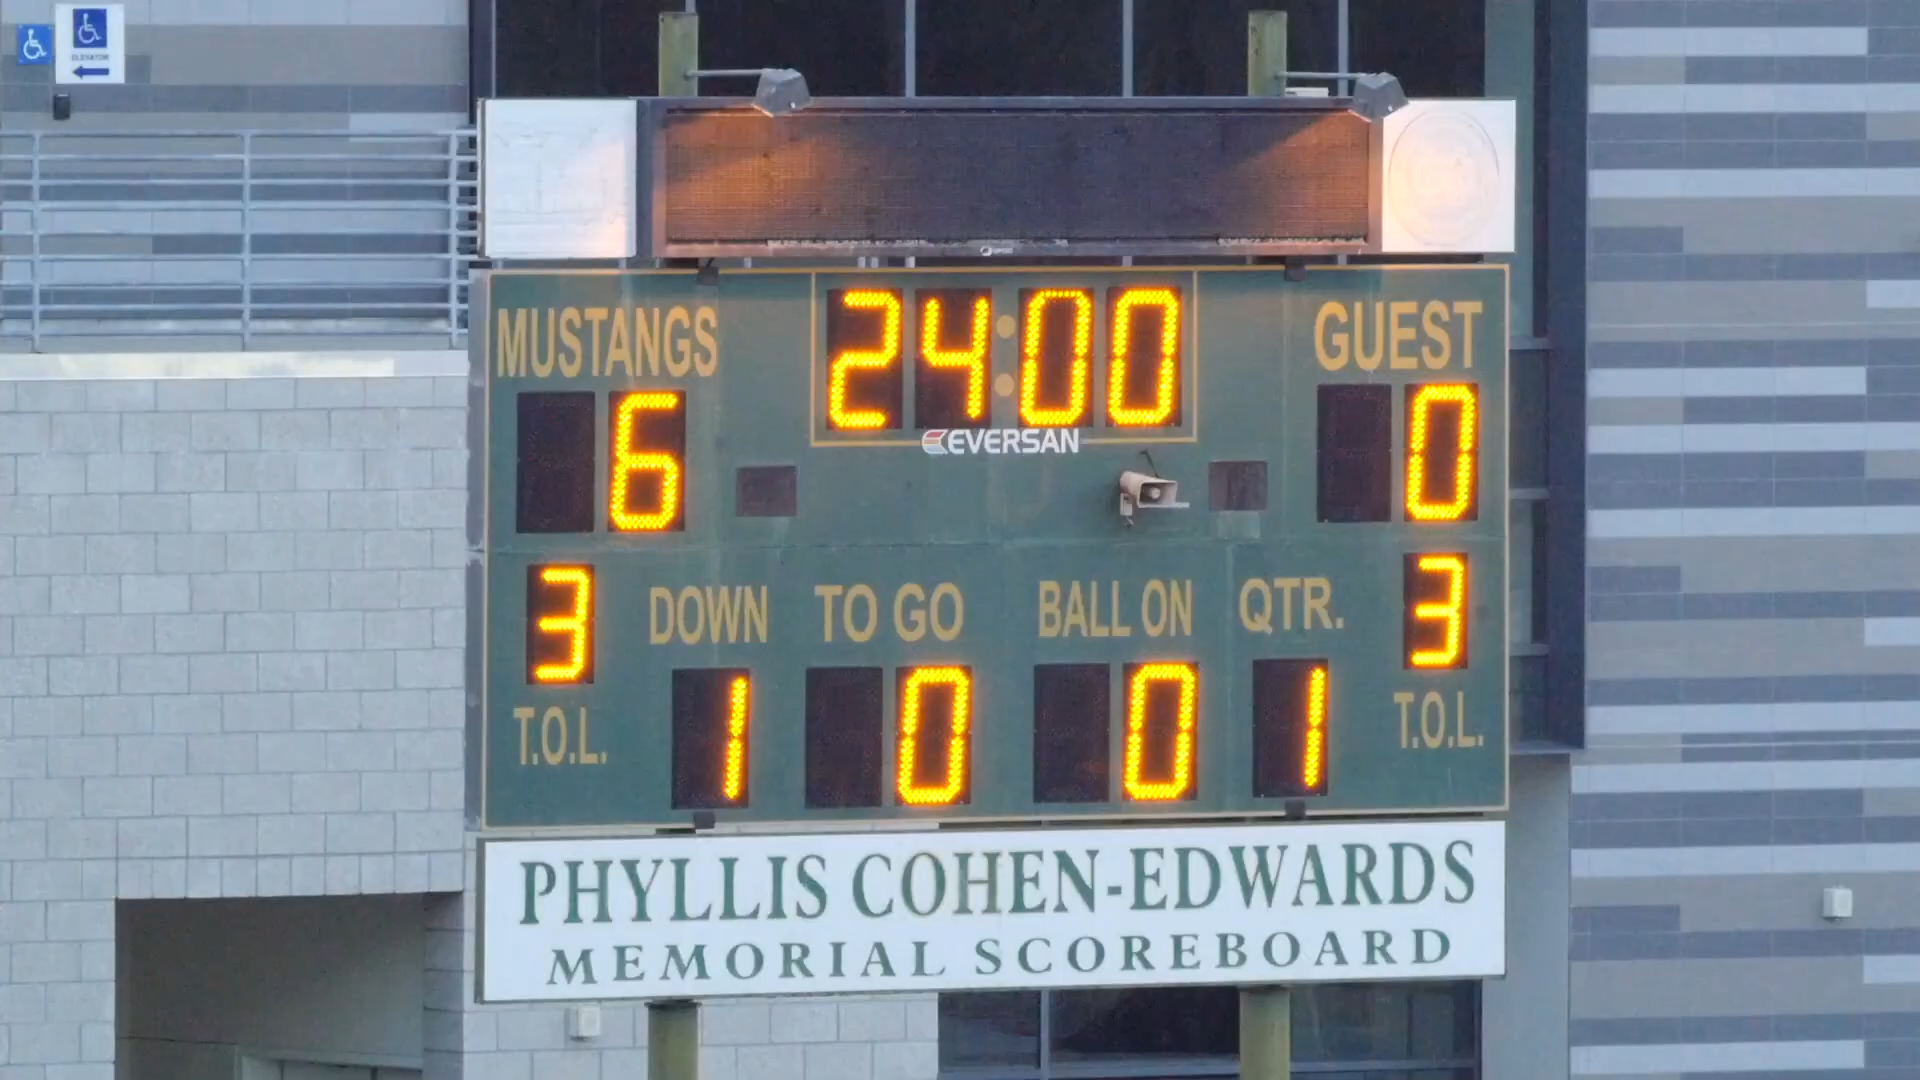 ELEVATOR
MUSTANGS 24:00 GUEST
6 0
EVERSAN
3 DOWN TO GO BALL ON QTR. 3
T.O.L. 1 0 0 1 T.O.L.
PHYLLIS COHEN-EDWARDS
MEMORIAL SCOREBOARD